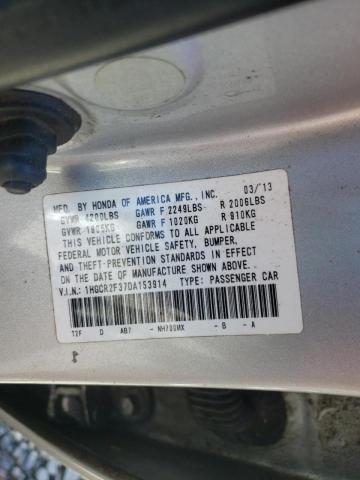 MFD. BY HONDA OF AMERICA MFG., INC. 03/13
GVWR 4200LBS GAWR F 2249LBS R 2006LBS
GVWR 1905KG GAWR F 1020KG R 910KG
THIS VEHICLE CONFORMS TO ALL APPLICABLE
FEDERAL MOTOR VEHICLE SAFETY, BUMPER,
AND THEFT-PREVENTION STANDARDS IN EFFECT
ON THE DATE OF MANUFACTURE SHOWN ABOVE.
V.I.N.: 1HGCR2F37DA153914 TYPE: PASSENGER CAR
T2F D AB7 -NH700MX -B -A